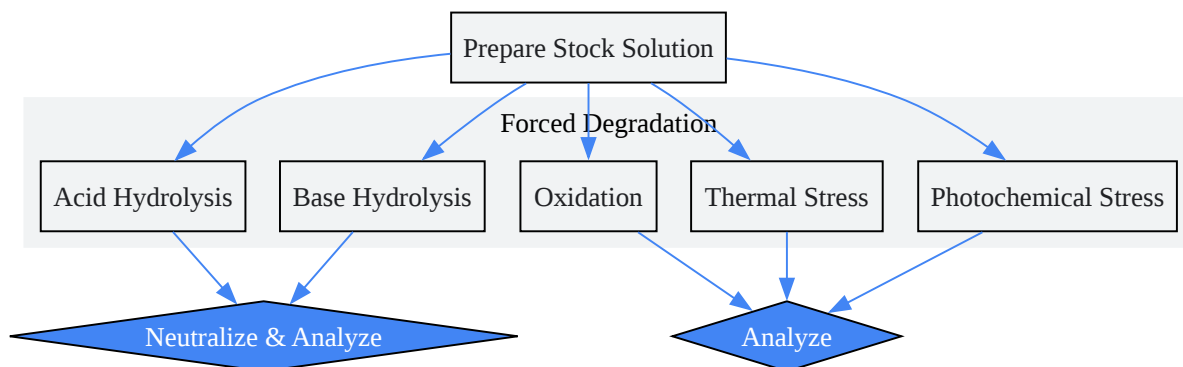 Prepare Stock Solution
Forced Degradation
Acid Hydrolysis
Base Hydrolysis
Oxidation
Thermal Stress
Photochemical Stress
Neutralize & Analyze
Analyze